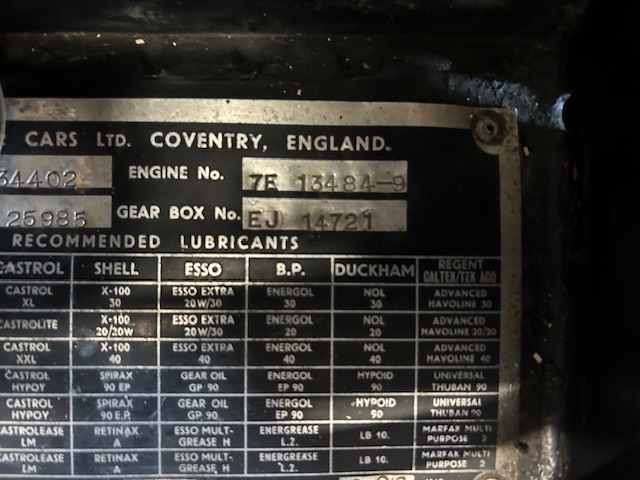 CARS LTD. COVENTRY, ENGLAND.
34402 ENGINE No. 7E 13484-9
25985 GEAR BOX No. EJ 14721
RECOMMENDED LUBRICANTS
CASTROL SHELL ESSO B.P. DUCKHAM REGENT CALTEX/TEXACO
CASTROL XL X-100 30 ESSO EXTRA 20W/30 ENERGOL 30 NOL 30 ADVANCED HAVOLINE 30
CASTROLITE X-100 20/20W ESSO EXTRA 20W/30 ENERGOL 20 NOL 20 ADVANCED HAVOLINE 20/20
CASTROL XXL X-100 40 ESSO EXTRA 40 ENERGOL 40 NOL 40 ADVANCED HAVOLINE 40
CASTROL HYPOY SPIRAX 90 EP GEAR OIL GP 90 ENERGOL EP 90 HYPOID 90 UNIVERSAL THUBAN 90
CASTROL HYPOY SPIRAX 90 E.P. GEAR OIL GP. 90 ENERGOL EP 90 HYPOID 90 UNIVERSAL THUBAN 90
CASTROLEASE LM RETINAX A ESSO MULT- GREASE H ENERGREASE L.2. LB 10. MARFAK MULTI PURPOSE 2
CASTROLEASE LM RETINAX A ESSO MULT- GREASE H ENERGREASE L.2. LB 10. MARFAK MULTI PURPOSE 2